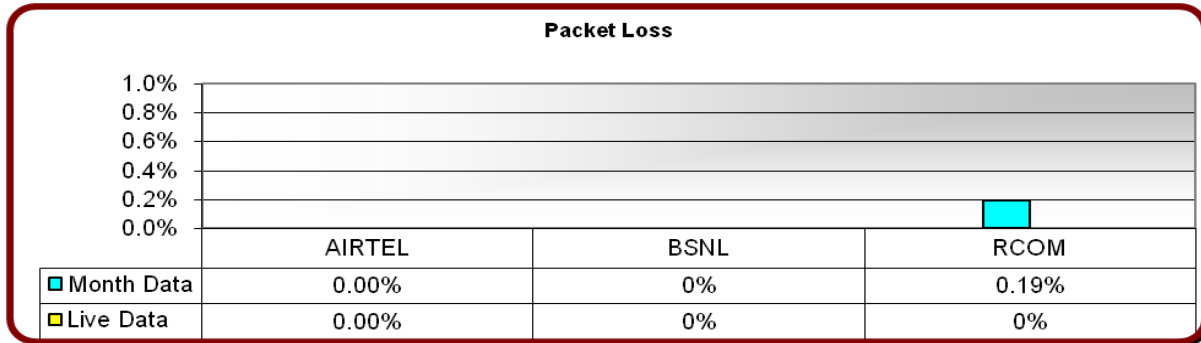 Packet Loss
1.0%
0.8%
0.6%
0.4%
0.2%
0.0%
AIRTEL BSNL RCOM
Month Data 0.00% 0% 0.19%
Live Data 0.00% 0% 0%